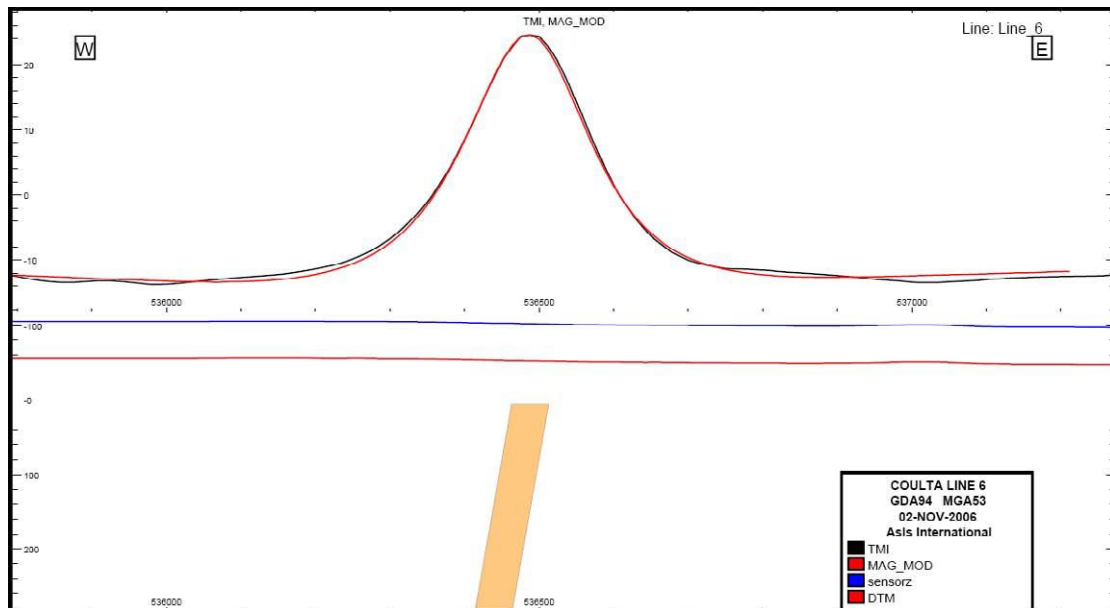 TMI, MAG_MOD
Line: Line_6
W
E
20
10
0
-10
536000
536500
537000
-100
-0
100
200
COULTA LINE 6
GDA94 MGA53
02-NOV-2006
Asis International
TMI
MAG_MOD
sensorz
DTM
536000
536500